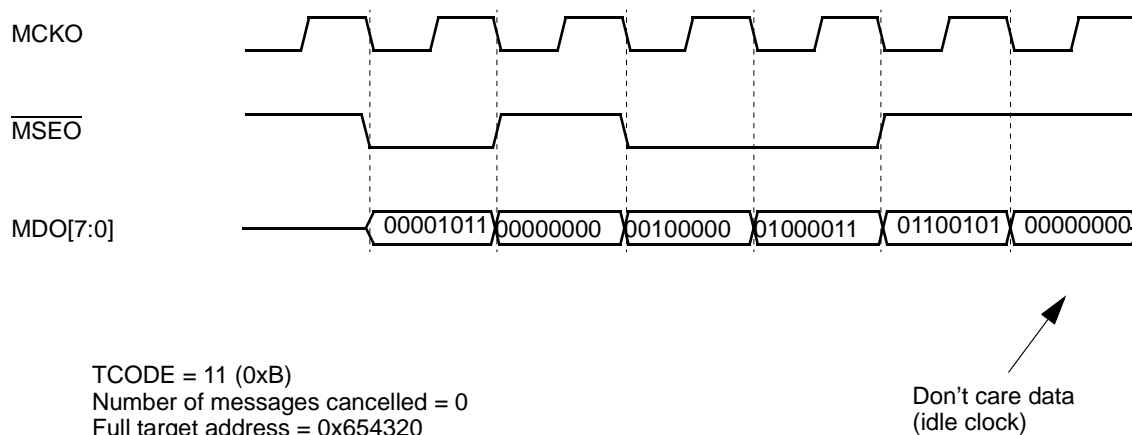 MCKO
MSEO
MDO[7:0]
00001011 00000000 00100000 01000011 01100101 00000000
TCODE = 11 (0xB)
Number of messages cancelled = 0
Full target address = 0x654320
Don't care data
(idle clock)